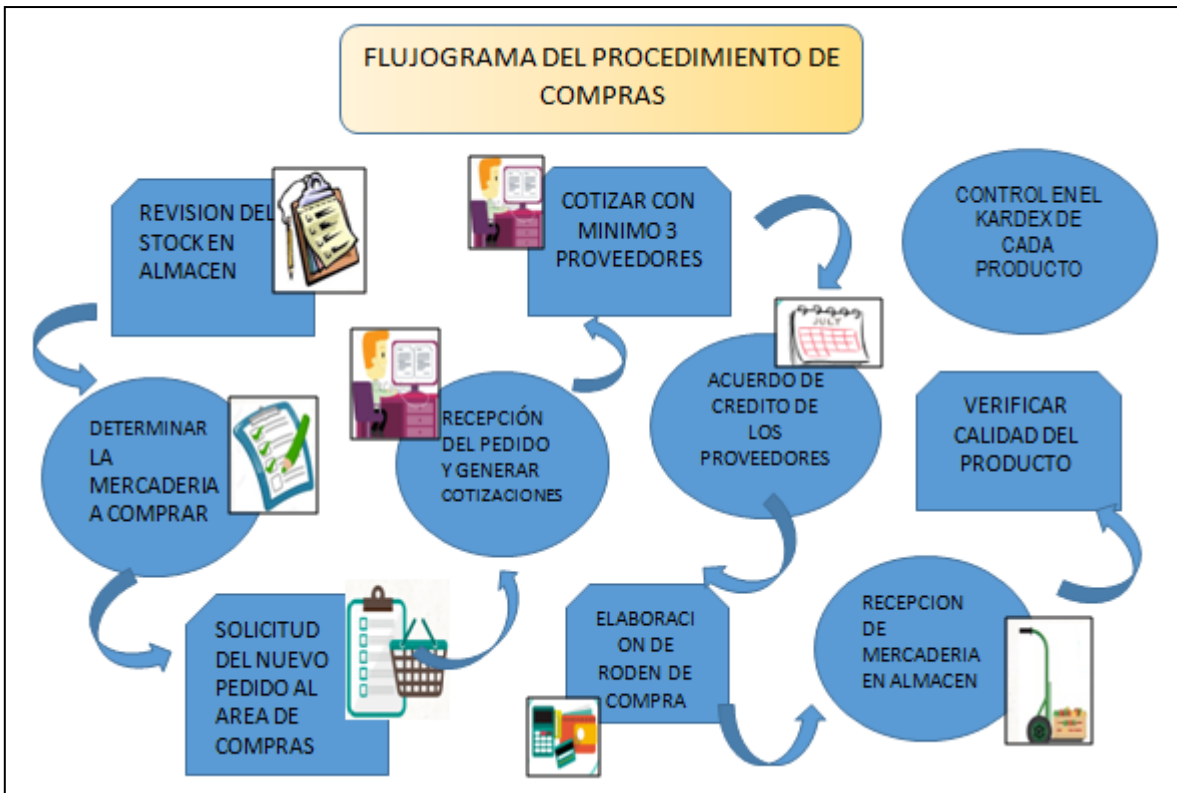 FLUJOGRAMA DEL PROCEDIMIENTO DE
COMPRAS
REVISION DEL
STOCK EN
ALMACEN
DETERMINAR
LA
MERCADERIA
A COMPRAR
SOLICITUD
DEL NUEVO
PEDIDO AL
AREA DE
COMPRAS
RECEPCIÓN
DEL PEDIDO
Y GENERAR
COTIZACIONES
COTIZAR CON
MINIMO 3
PROVEEDORES
JULY
ACUERDO DE
CREDITO DE
LOS
PROVEEDORES
ELABORACI
ON DE
RODEN DE
COMPRA
RECEPCION
DE
MERCADERIA
EN ALMACEN
VERIFICAR
CALIDAD DEL
PRODUCTO
CONTROL EN EL
KARDEX DE
CADA
PRODUCTO